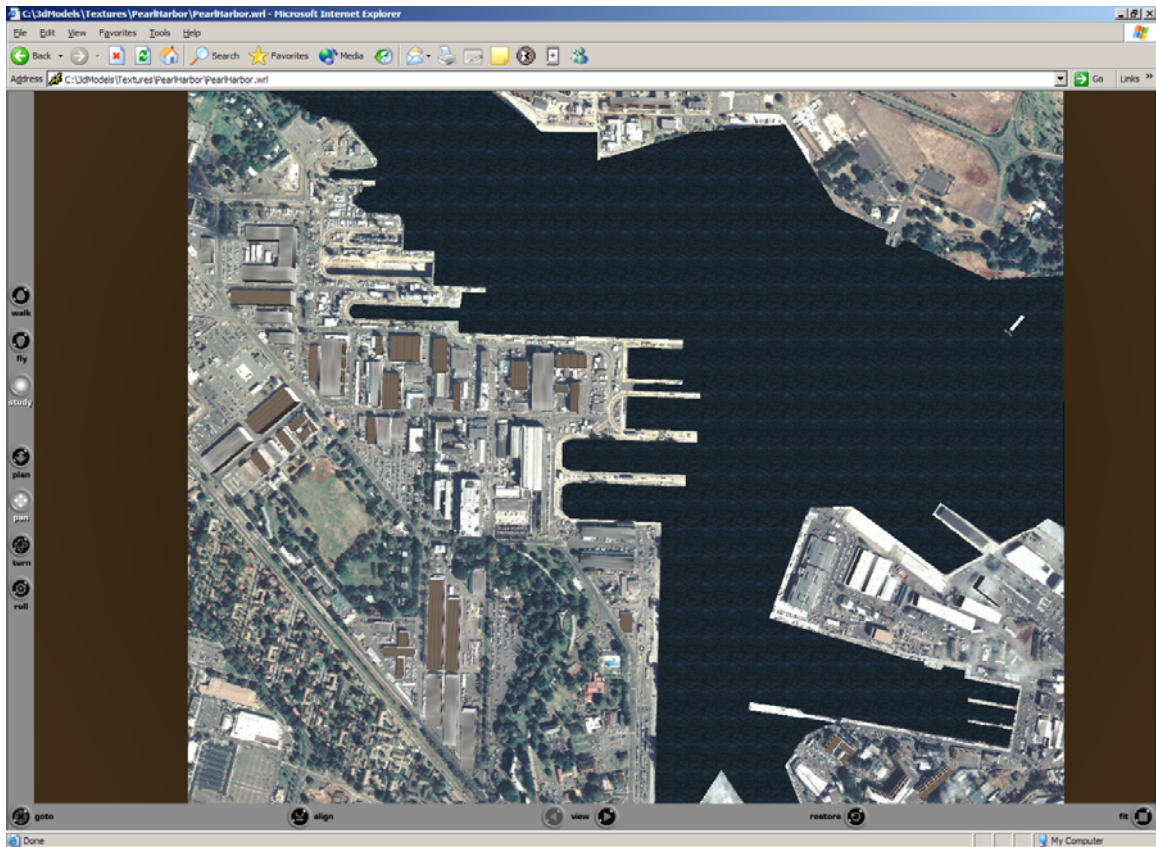 C:\3dModels\Textures\PearlHarbor\PearlHarbor.wrl - Microsoft Internet Explorer
File Edit View Favorites Tools Help
Back Search Favorites Media
Address C:\3dModels\Textures\PearlHarbor\PearlHarbor.wrl Go Links »
walk
fly
study
plan
pan
turn
roll
goto align view restore fit
Done My Computer